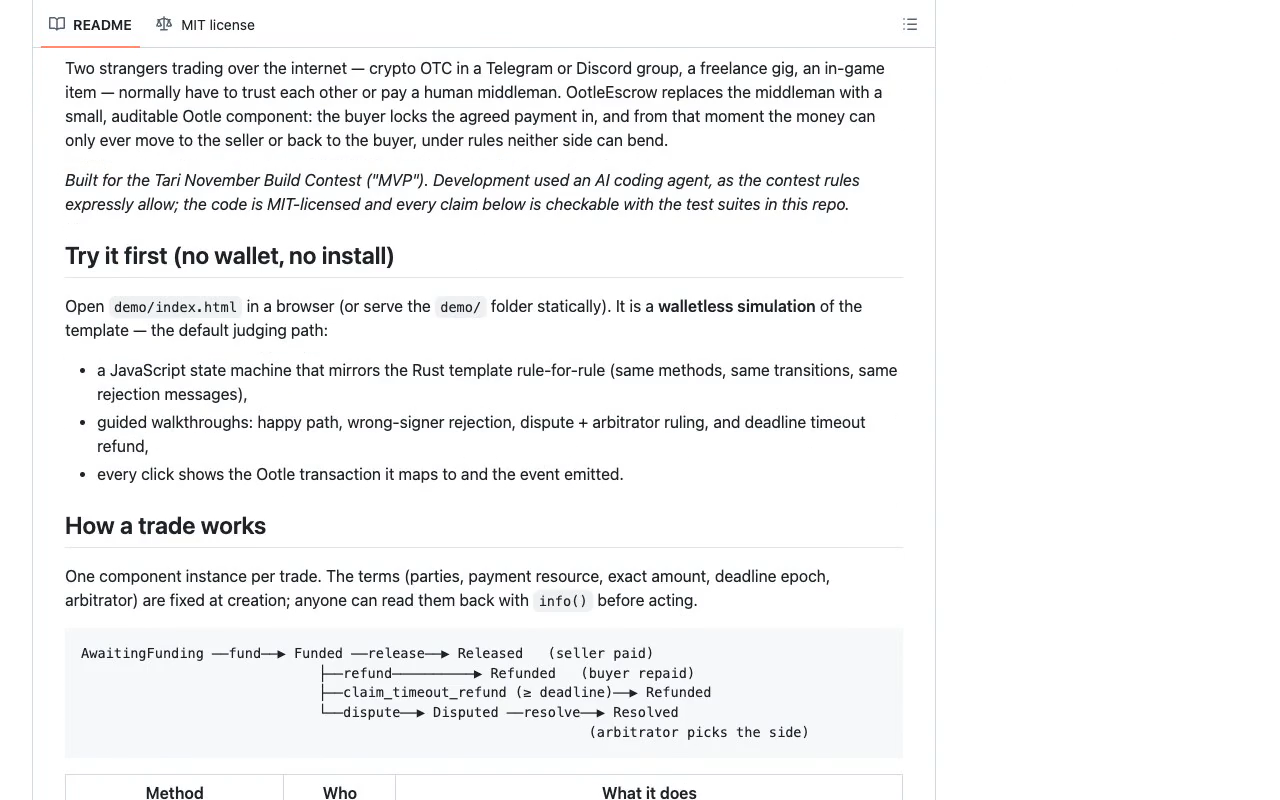 README
MIT license
Two strangers trading over the internet — crypto OTC in a Telegram or Discord group, a freelance gig, an in-game
item — normally have to trust each other or pay a human middleman. OotleEscrow replaces the middleman with a
small, auditable Ootle component: the buyer locks the agreed payment in, and from that moment the money can
only ever move to the seller or back to the buyer, under rules neither side can bend.
Built for the Tari November Build Contest ("MVP"). Development used an AI coding agent, as the contest rules
expressly allow; the code is MIT-licensed and every claim below is checkable with the test suites in this repo.
Try it first (no wallet, no install)
Open demo/index.html in a browser (or serve the demo/ folder statically). It is a walletless simulation of the
template — the default judging path:
• a JavaScript state machine that mirrors the Rust template rule-for-rule (same methods, same transitions, same
rejection messages),
• guided walkthroughs: happy path, wrong-signer rejection, dispute + arbitrator ruling, and deadline timeout
refund,
• every click shows the Ootle transaction it maps to and the event emitted.
How a trade works
One component instance per trade. The terms (parties, payment resource, exact amount, deadline epoch,
arbitrator) are fixed at creation; anyone can read them back with info() before acting.
AwaitingFunding ──fund──▶ Funded ──release──▶ Released (seller paid)
├──refund──────────▶ Refunded (buyer repaid)
├──claim_timeout_refund (≥ deadline)──▶ Refunded
└──dispute──▶ Disputed ──resolve──▶ Resolved
(arbitrator picks the side)
Method Who What it does